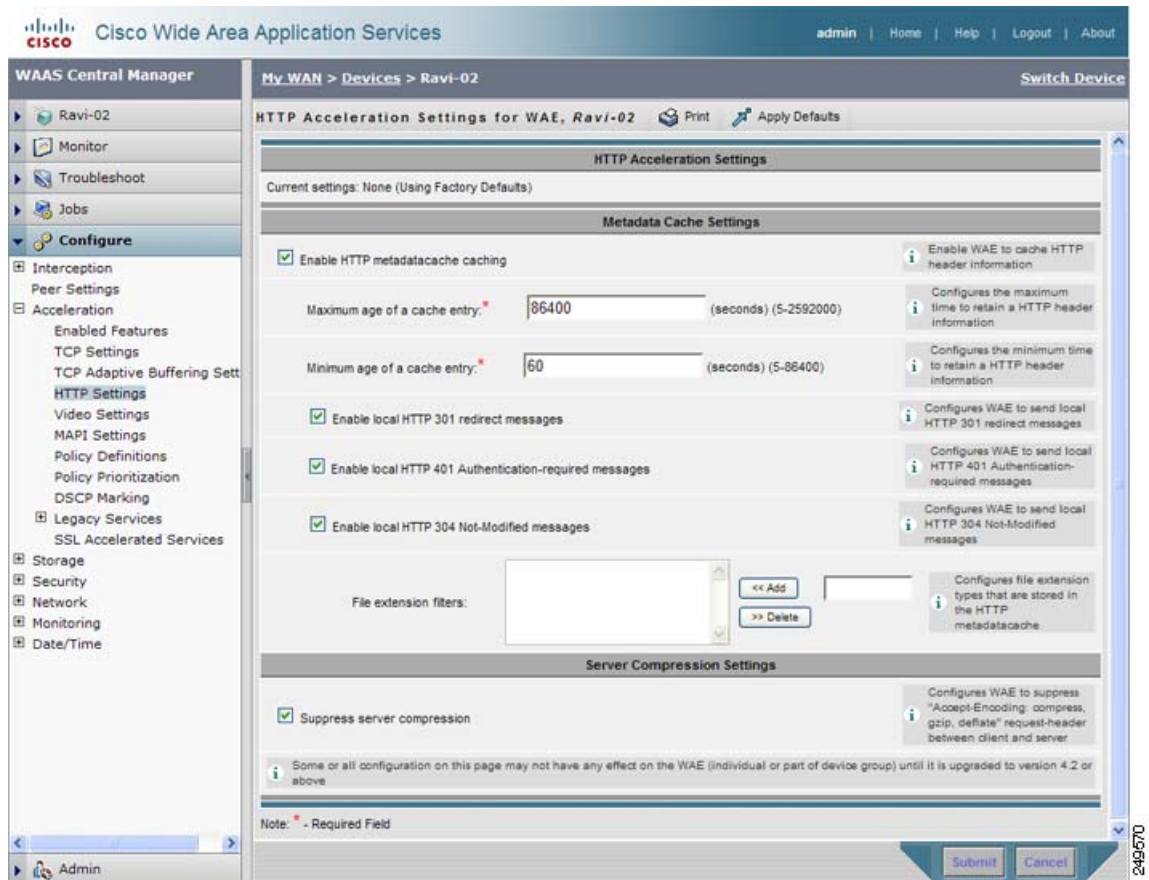 CISCO
Cisco Wide Area Application Services
admin | Home | Help | Logout | About
WAAS Central Manager
My WAN > Devices > Ravi-02
Switch Device
Ravi-02
Monitor
Troubleshoot
Jobs
Configure
Interception
Peer Settings
Acceleration
Enabled Features
TCP Settings
TCP Adaptive Buffering Sett
HTTP Settings
Video Settings
MAPI Settings
Policy Definitions
Policy Prioritization
DSCP Marking
Legacy Services
SSL Accelerated Services
Storage
Security
Network
Monitoring
Date/Time
Admin
HTTP Acceleration Settings for WAE, Ravi-02 Print Apply Defaults
HTTP Acceleration Settings
Current settings: None (Using Factory Defaults)
Metadata Cache Settings
Enable HTTP metadatacache caching
Enable WAE to cache HTTP
header information
Maximum age of a cache entry:* 86400 (seconds) (5-2592000)
Configures the maximum
time to retain a HTTP header
information
Minimum age of a cache entry:* 60 (seconds) (5-86400)
Configures the minimum time
to retain a HTTP header
information
Enable local HTTP 301 redirect messages
Configures WAE to send local
HTTP 301 redirect messages
Enable local HTTP 401 Authentication-required messages
Configures WAE to send local
HTTP 401 Authentication-
required messages
Enable local HTTP 304 Not-Modified messages
Configures WAE to send local
HTTP 304 Not-Modified
messages
File extension filters:
<< Add
>> Delete
Configures file extension
types that are stored in
the HTTP
metadatacache
Server Compression Settings
Suppress server compression
Configures WAE to suppress
"Accept-Encoding: compress,
gzip, deflate" request-header
between client and server
Some or all configuration on this page may not have any effect on the WAE (individual or part of device group) until it is upgraded to version 4.2 or
above
Note: * - Required Field
Submit Cancel
249570